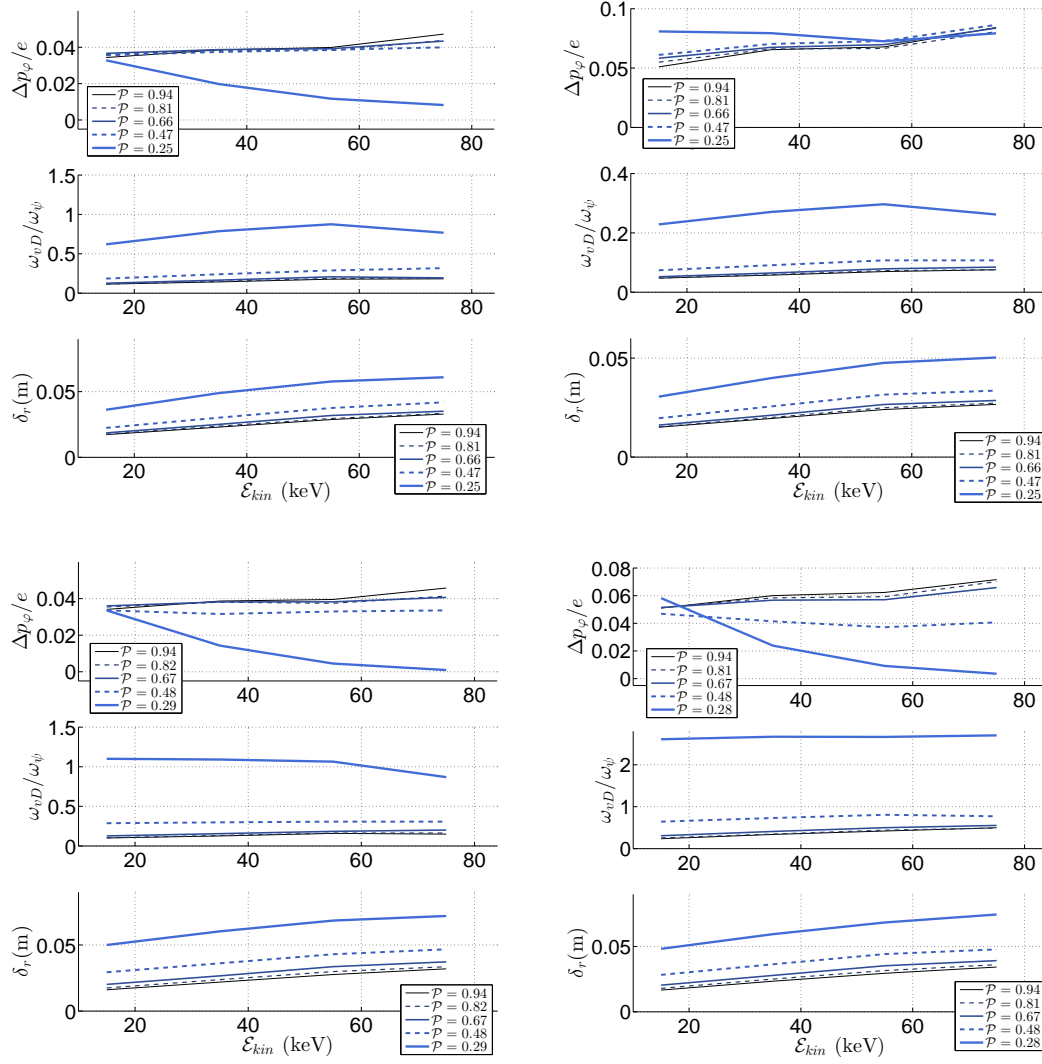 Δp_φ/e
0.04
0.02
0
20 40 60 80
P = 0.94
P = 0.81
P = 0.66
P = 0.47
P = 0.25
ω_vD/ω_ψ
1.5
1
0.5
0
20 40 60 80
δ_r(m)
0.05
0
20 40 60 80
ℰ_kin (keV)
P = 0.94
P = 0.81
P = 0.66
P = 0.47
P = 0.25
Δp_φ/e
0.1
0.05
0
20 40 60 80
P = 0.94
P = 0.81
P = 0.66
P = 0.47
P = 0.25
ω_vD/ω_ψ
0.4
0.2
0
20 40 60 80
δ_r(m)
0.05
0
20 40 60 80
ℰ_kin (keV)
P = 0.94
P = 0.81
P = 0.66
P = 0.47
P = 0.25
Δp_φ/e
0.04
0.02
0
20 40 60 80
P = 0.94
P = 0.82
P = 0.67
P = 0.48
P = 0.29
ω_vD/ω_ψ
1.5
1
0.5
0
20 40 60 80
δ_r(m)
0.05
0
20 40 60 80
ℰ_kin (keV)
P = 0.94
P = 0.82
P = 0.67
P = 0.48
P = 0.29
Δp_φ/e
0.08
0.06
0.04
0.02
0
20 40 60 80
P = 0.94
P = 0.81
P = 0.67
P = 0.48
P = 0.28
ω_vD/ω_ψ
2
1
0
20 40 60 80
δ_r(m)
0.05
0
20 40 60 80
ℰ_kin (keV)
P = 0.94
P = 0.81
P = 0.67
P = 0.48
P = 0.28